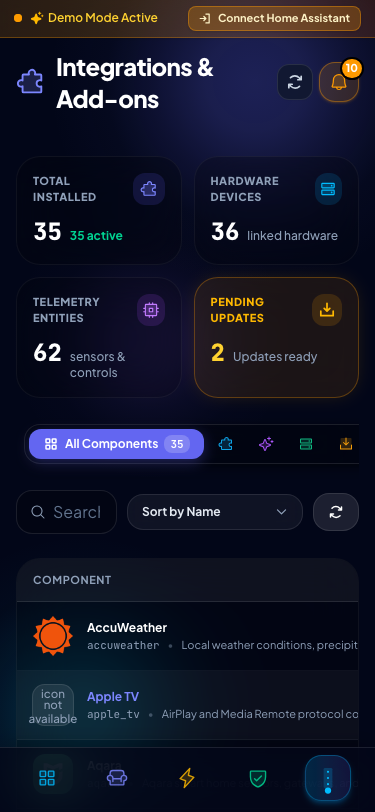 Demo Mode Active
Connect Home Assistant
Integrations &
Add-ons
10
TOTAL
INSTALLED
35 35 active
HARDWARE
DEVICES
36 linked hardware
TELEMETRY
ENTITIES
62 sensors &
controls
PENDING
UPDATES
2 Updates ready
All Components 35
Search
Sort by Name
COMPONENT
AccuWeather
accuweather • Local weather conditions, precipit
icon
not
available
Apple TV
apple_tv • AirPlay and Media Remote protocol co
Aqara